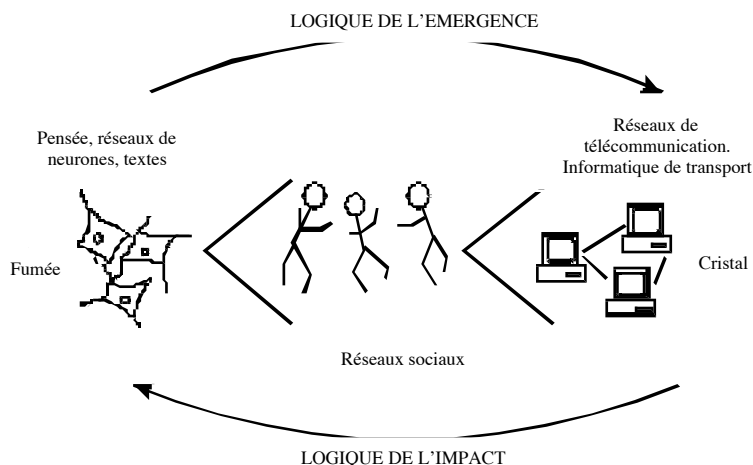 LOGIQUE DE L'EMERGENCE
Pensée, réseaux de
neurones, textes
Réseaux de
télécommunication.
Informatique de transport
Fumée
Cristal
Réseaux sociaux
LOGIQUE DE L'IMPACT